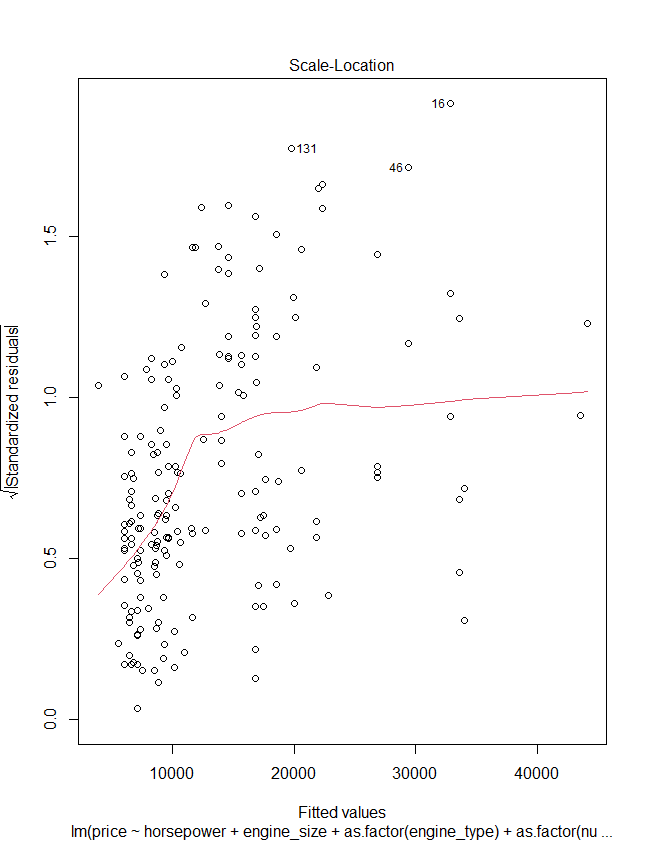 Scale-Location
16
131
46
√|Standardized residuals|
0.0
0.5
1.0
1.5
10000 20000 30000 40000
Fitted values
lm(price ~ horsepower + engine_size + as.factor(engine_type) + as.factor(nu ...